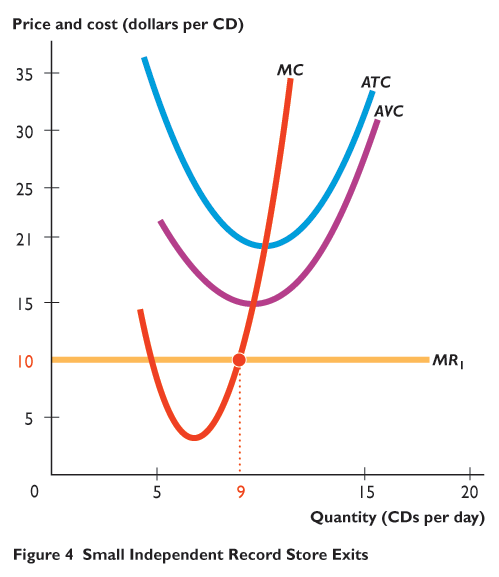 Price and cost (dollars per CD)
MC
35
ATC
AVC
30
25
21
15
10
MR1
5
0
5
9
15
20
Quantity (CDs per day)
Figure 4 Small Independent Record Store Exits